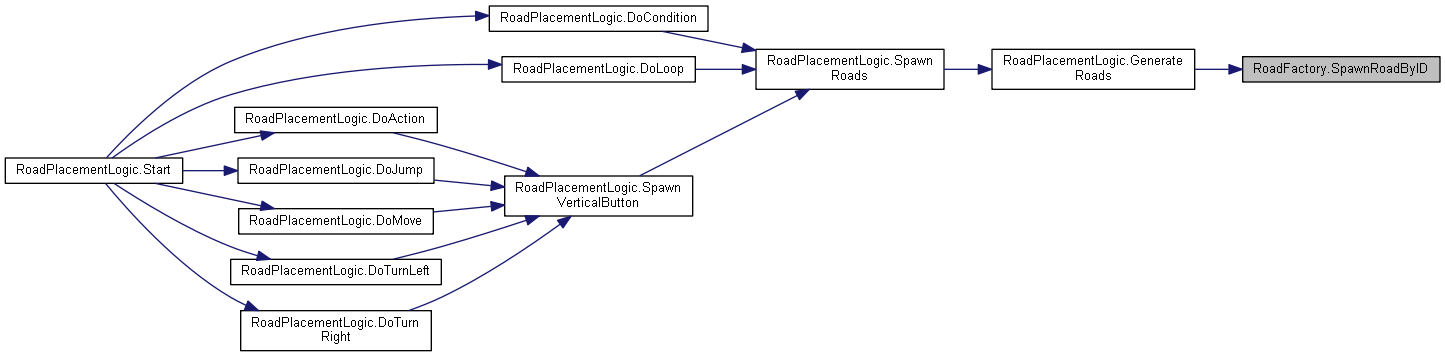 RoadPlacementLogic.DoCondition
RoadPlacementLogic.DoLoop
RoadPlacementLogic.Spawn
Roads
RoadPlacementLogic.Generate
Roads
RoadFactory.SpawnRoadByID
RoadPlacementLogic.DoAction
RoadPlacementLogic.Start
RoadPlacementLogic.DoJump
RoadPlacementLogic.Spawn
VerticalButton
RoadPlacementLogic.DoMove
RoadPlacementLogic.DoTurnLeft
RoadPlacementLogic.DoTurn
Right